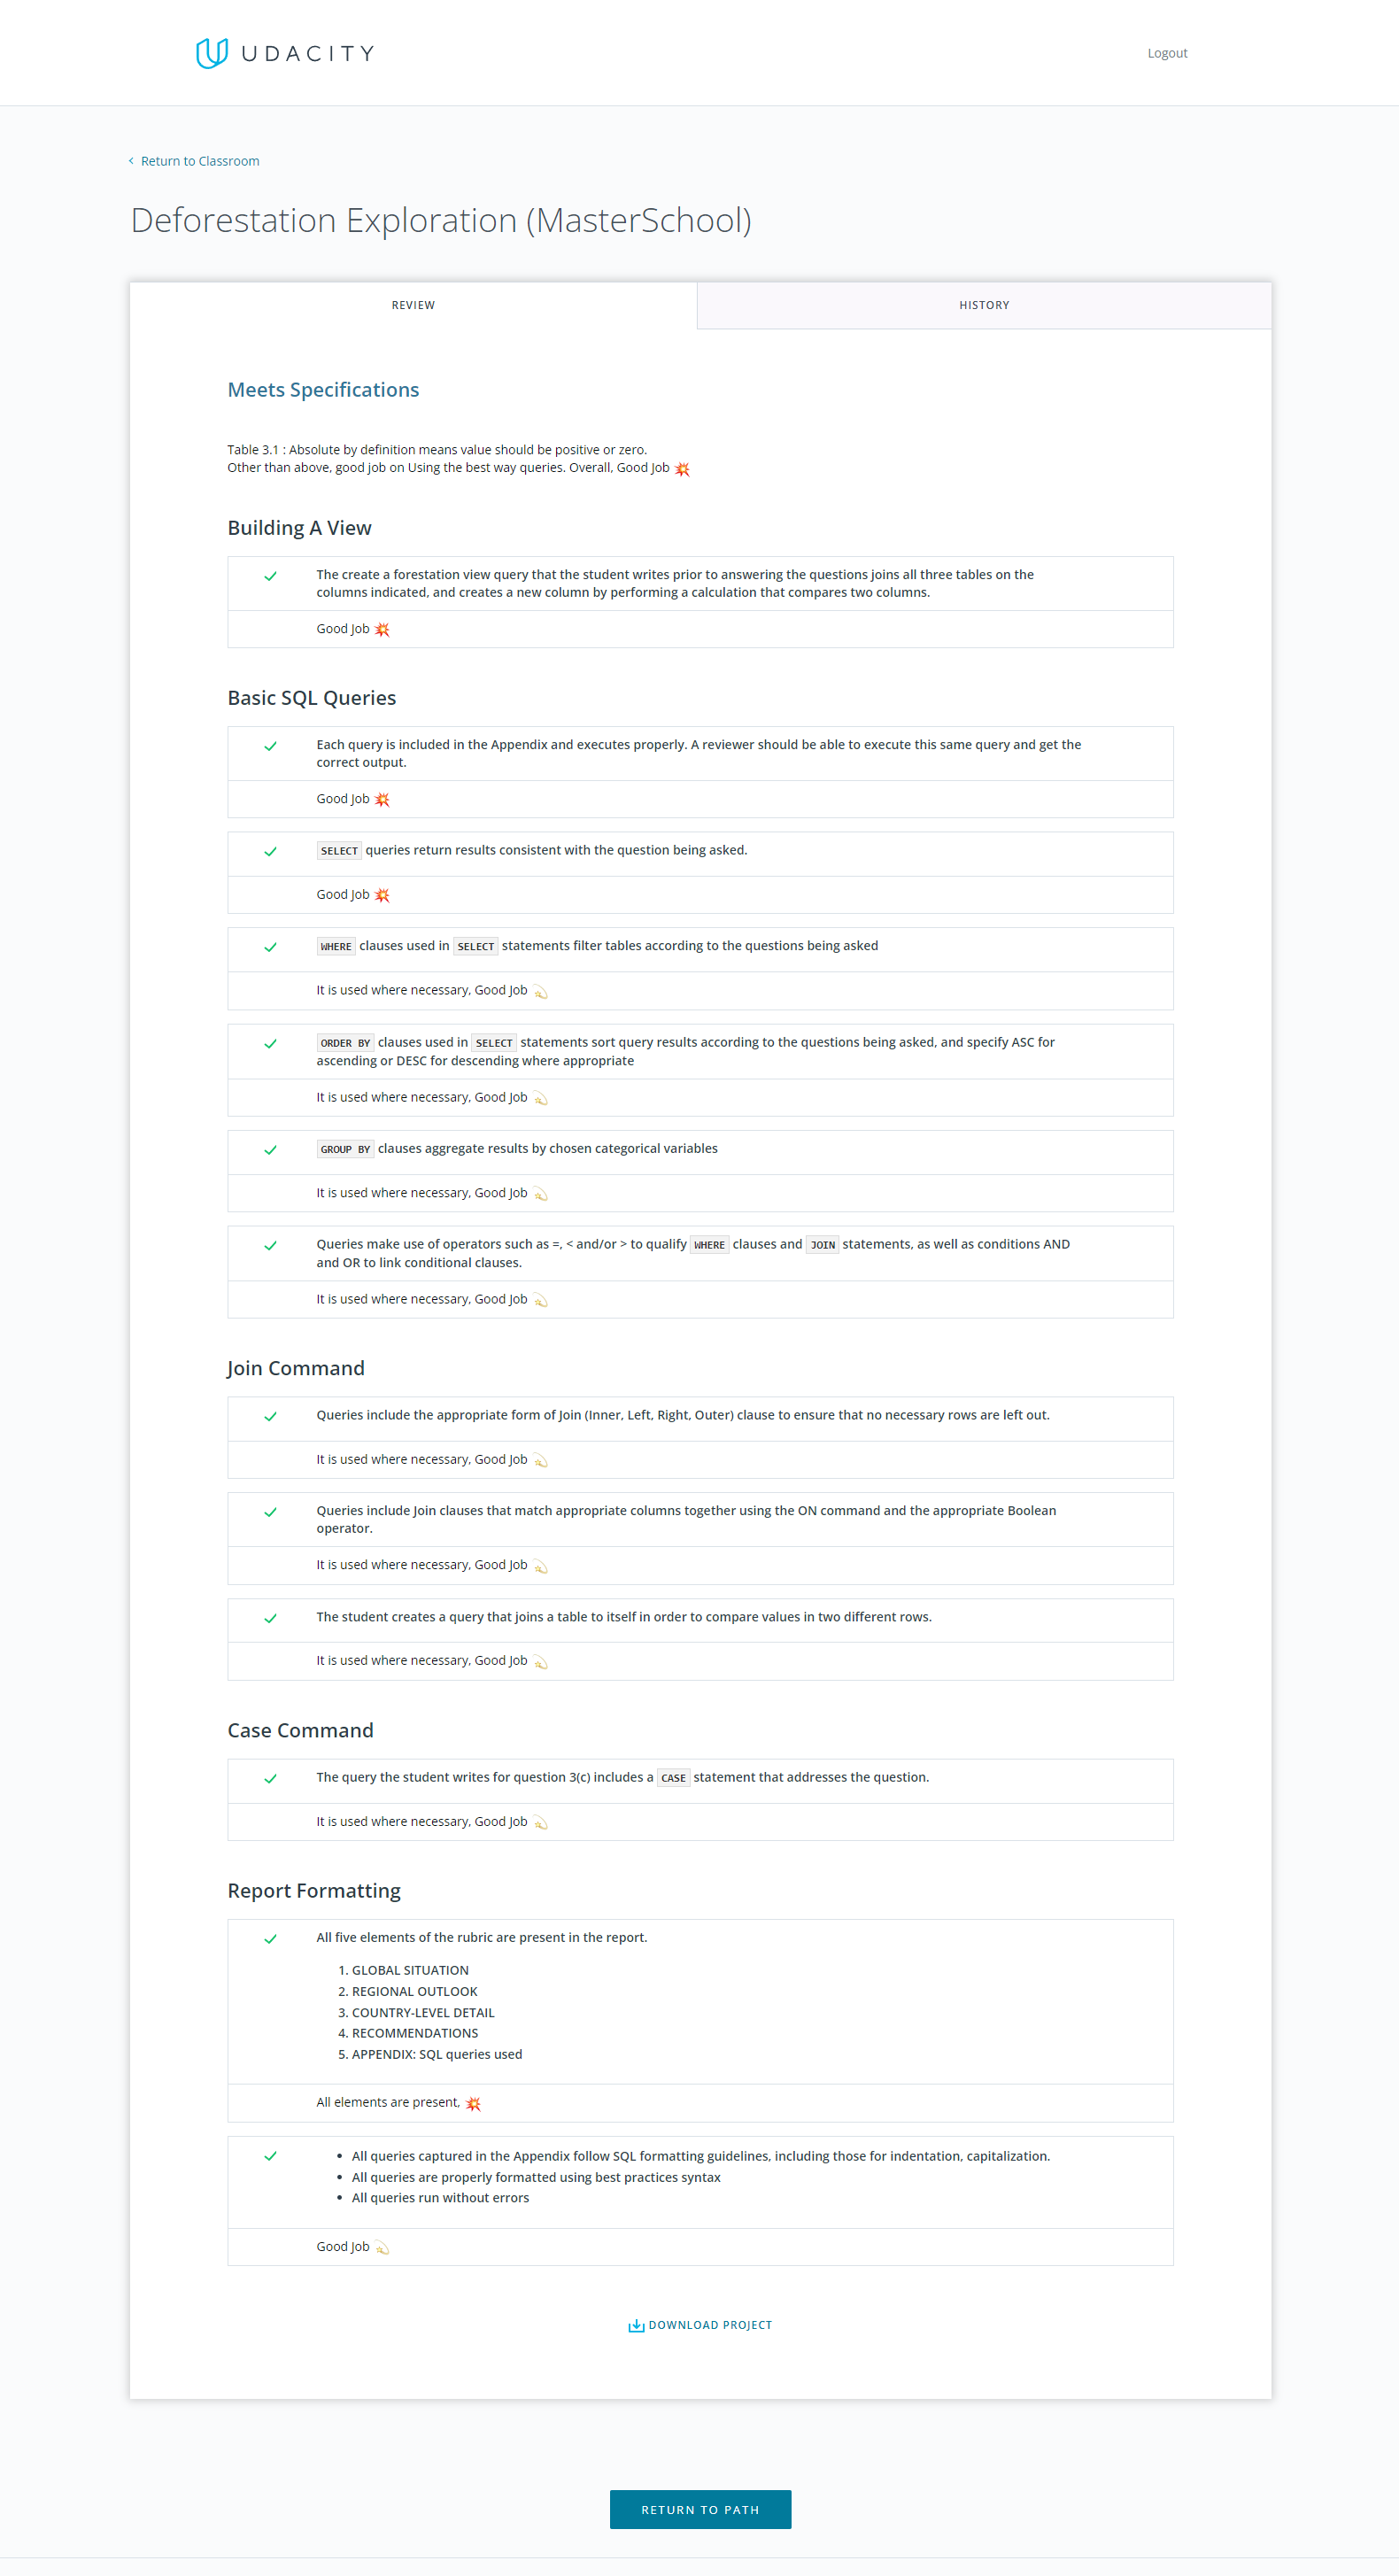 UDACITY
Logout
Return to Classroom
Deforestation Exploration (MasterSchool)
REVIEW
HISTORY
Meets Specifications
Table 3.1 : Absolute by definition means value should be positive or zero.
Other than above, good job on Using the best way queries. Overall, Good Job 💥
Building A View
The create a forestation view query that the student writes prior to answering the questions joins all three tables on the
columns indicated, and creates a new column by performing a calculation that compares two columns.
Good Job 💥
Basic SQL Queries
Each query is included in the Appendix and executes properly. A reviewer should be able to execute this same query and get the
correct output.
Good Job 💥
SELECT queries return results consistent with the question being asked.
Good Job 💥
WHERE clauses used in SELECT statements filter tables according to the questions being asked
It is used where necessary, Good Job 💫
ORDER BY clauses used in SELECT statements sort query results according to the questions being asked, and specify ASC for
ascending or DESC for descending where appropriate
It is used where necessary, Good Job 💫
GROUP BY clauses aggregate results by chosen categorical variables
It is used where necessary, Good Job 💫
Queries make use of operators such as =, < and/or > to qualify WHERE clauses and JOIN statements, as well as conditions AND
and OR to link conditional clauses.
It is used where necessary, Good Job 💫
Join Command
Queries include the appropriate form of Join (Inner, Left, Right, Outer) clause to ensure that no necessary rows are left out.
It is used where necessary, Good Job 💫
Queries include Join clauses that match appropriate columns together using the ON command and the appropriate Boolean
operator.
It is used where necessary, Good Job 💫
The student creates a query that joins a table to itself in order to compare values in two different rows.
It is used where necessary, Good Job 💫
Case Command
The query the student writes for question 3(c) includes a CASE statement that addresses the question.
It is used where necessary, Good Job 💫
Report Formatting
All five elements of the rubric are present in the report.
1. GLOBAL SITUATION
2. REGIONAL OUTLOOK
3. COUNTRY-LEVEL DETAIL
4. RECOMMENDATIONS
5. APPENDIX: SQL queries used
All elements are present, 💥
• All queries captured in the Appendix follow SQL formatting guidelines, including those for indentation, capitalization.
• All queries are properly formatted using best practices syntax
• All queries run without errors
Good Job 💫
DOWNLOAD PROJECT
RETURN TO PATH